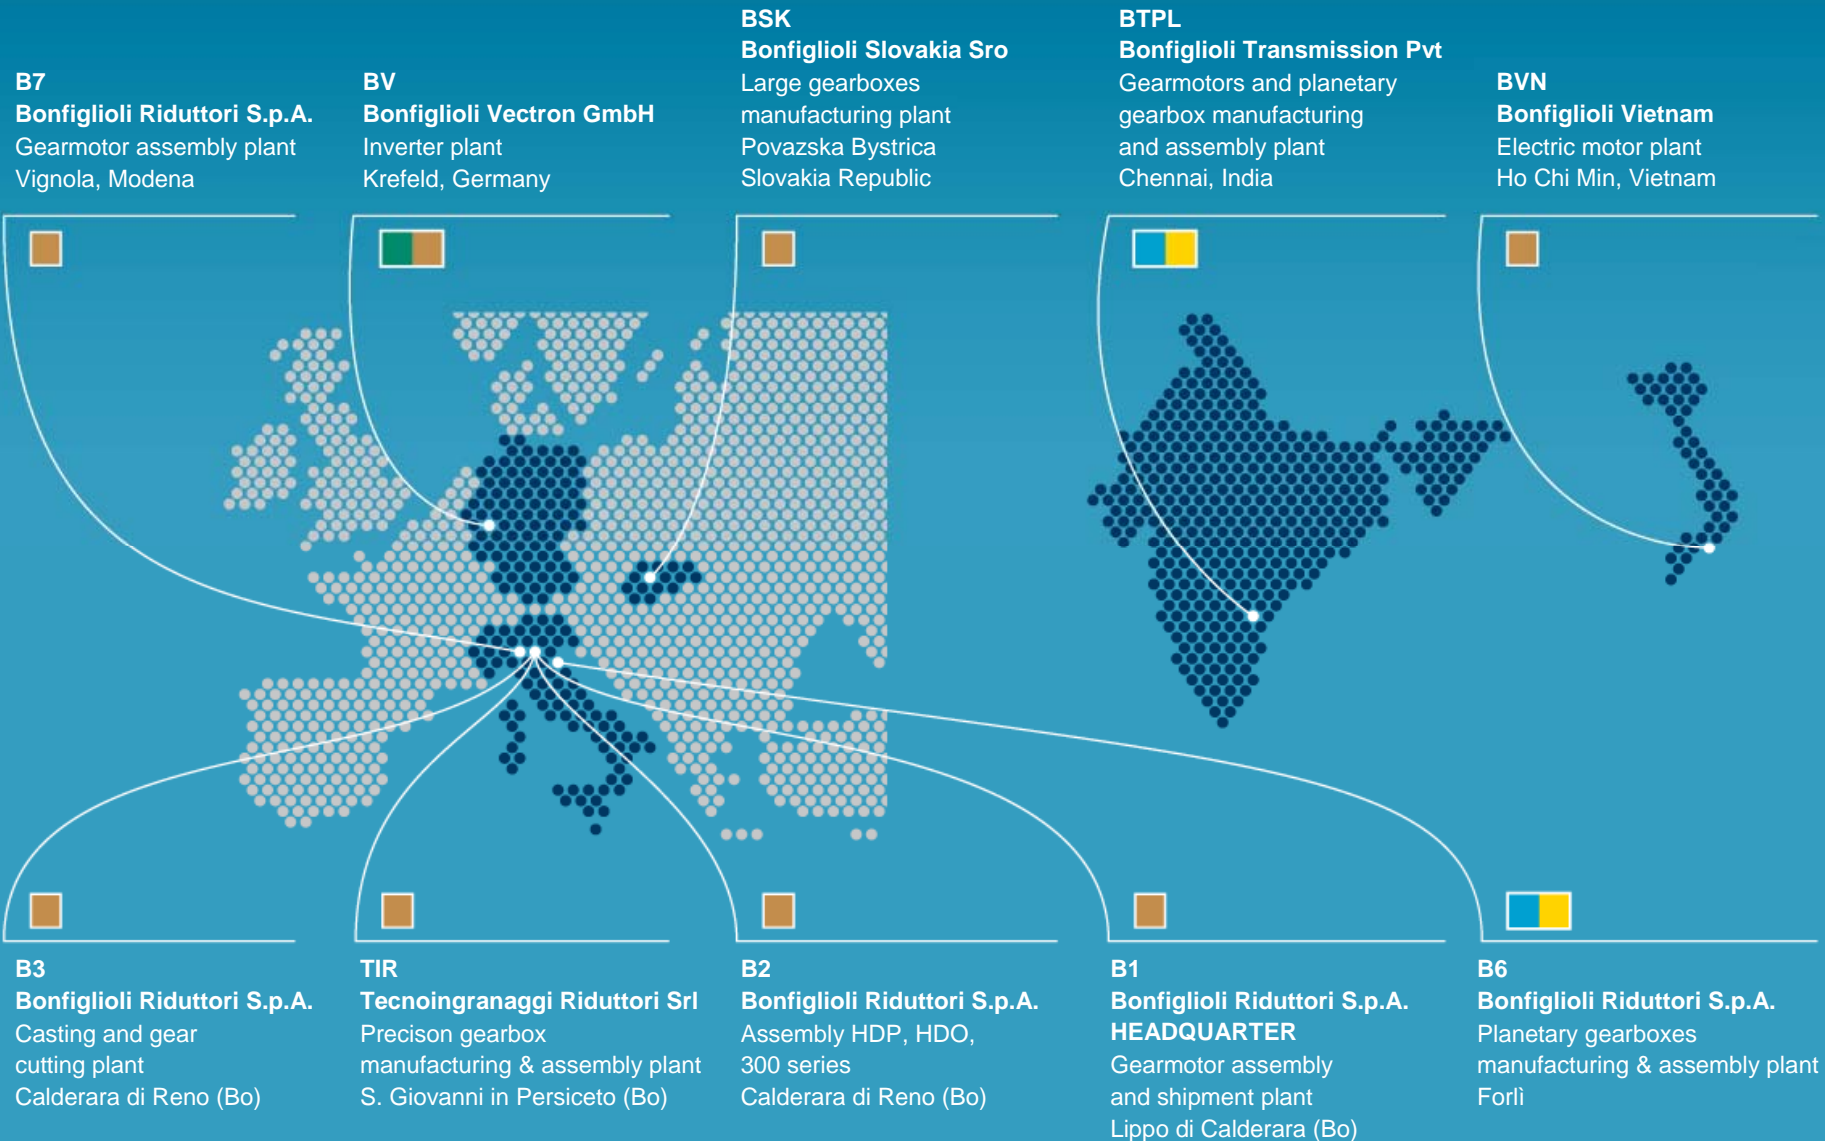 B7
Bonfiglioli Riduttori S.p.A.
Gearmotor assembly plant
Vignola, Modena
BV
Bonfiglioli Vectron GmbH
Inverter plant
Krefeld, Germany
BSK
Bonfiglioli Slovakia Sro
Large gearboxes
manufacturing plant
Povazska Bystrica
Slovakia Republic
BTPL
Bonfiglioli Transmission Pvt
Gearmotors and planetary
gearbox manufacturing
and assembly plant
Chennai, India
BVN
Bonfiglioli Vietnam
Electric motor plant
Ho Chi Min, Vietnam
B3
Bonfiglioli Riduttori S.p.A.
Casting and gear
cutting plant
Calderara di Reno (Bo)
TIR
Tecnoingranaggi Riduttori Srl
Precison gearbox
manufacturing & assembly plant
S. Giovanni in Persiceto (Bo)
B2
Bonfiglioli Riduttori S.p.A.
Assembly HDP, HDO,
300 series
Calderara di Reno (Bo)
B1
Bonfiglioli Riduttori S.p.A.
HEADQUARTER
Gearmotor assembly
and shipment plant
Lippo di Calderara (Bo)
B6
Bonfiglioli Riduttori S.p.A.
Planetary gearboxes
manufacturing & assembly plant
Forlì